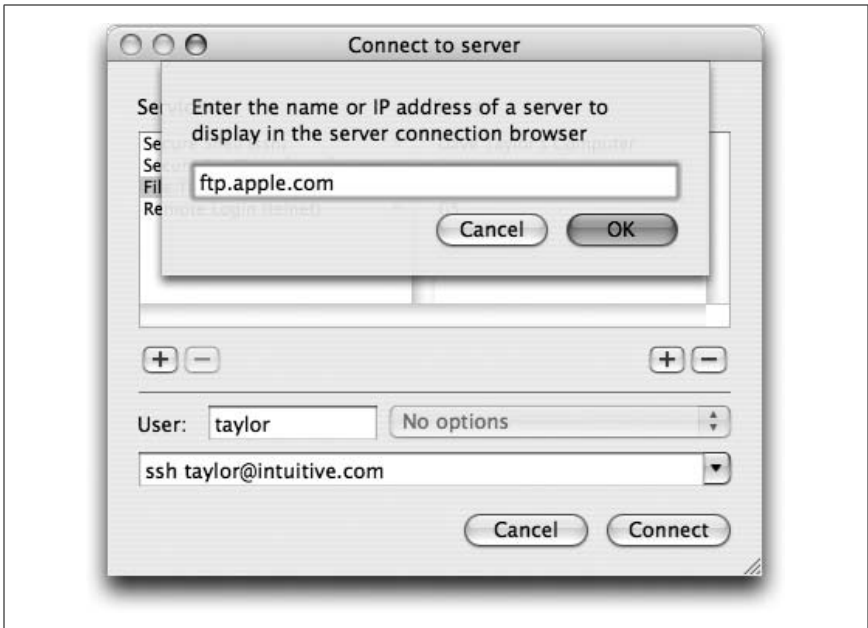 Connect to server
Enter the name or IP address of a server to
display in the server connection browser
ftp.apple.com
Cancel
OK
User:
taylor
No options
ssh taylor@intuitive.com
Cancel
Connect